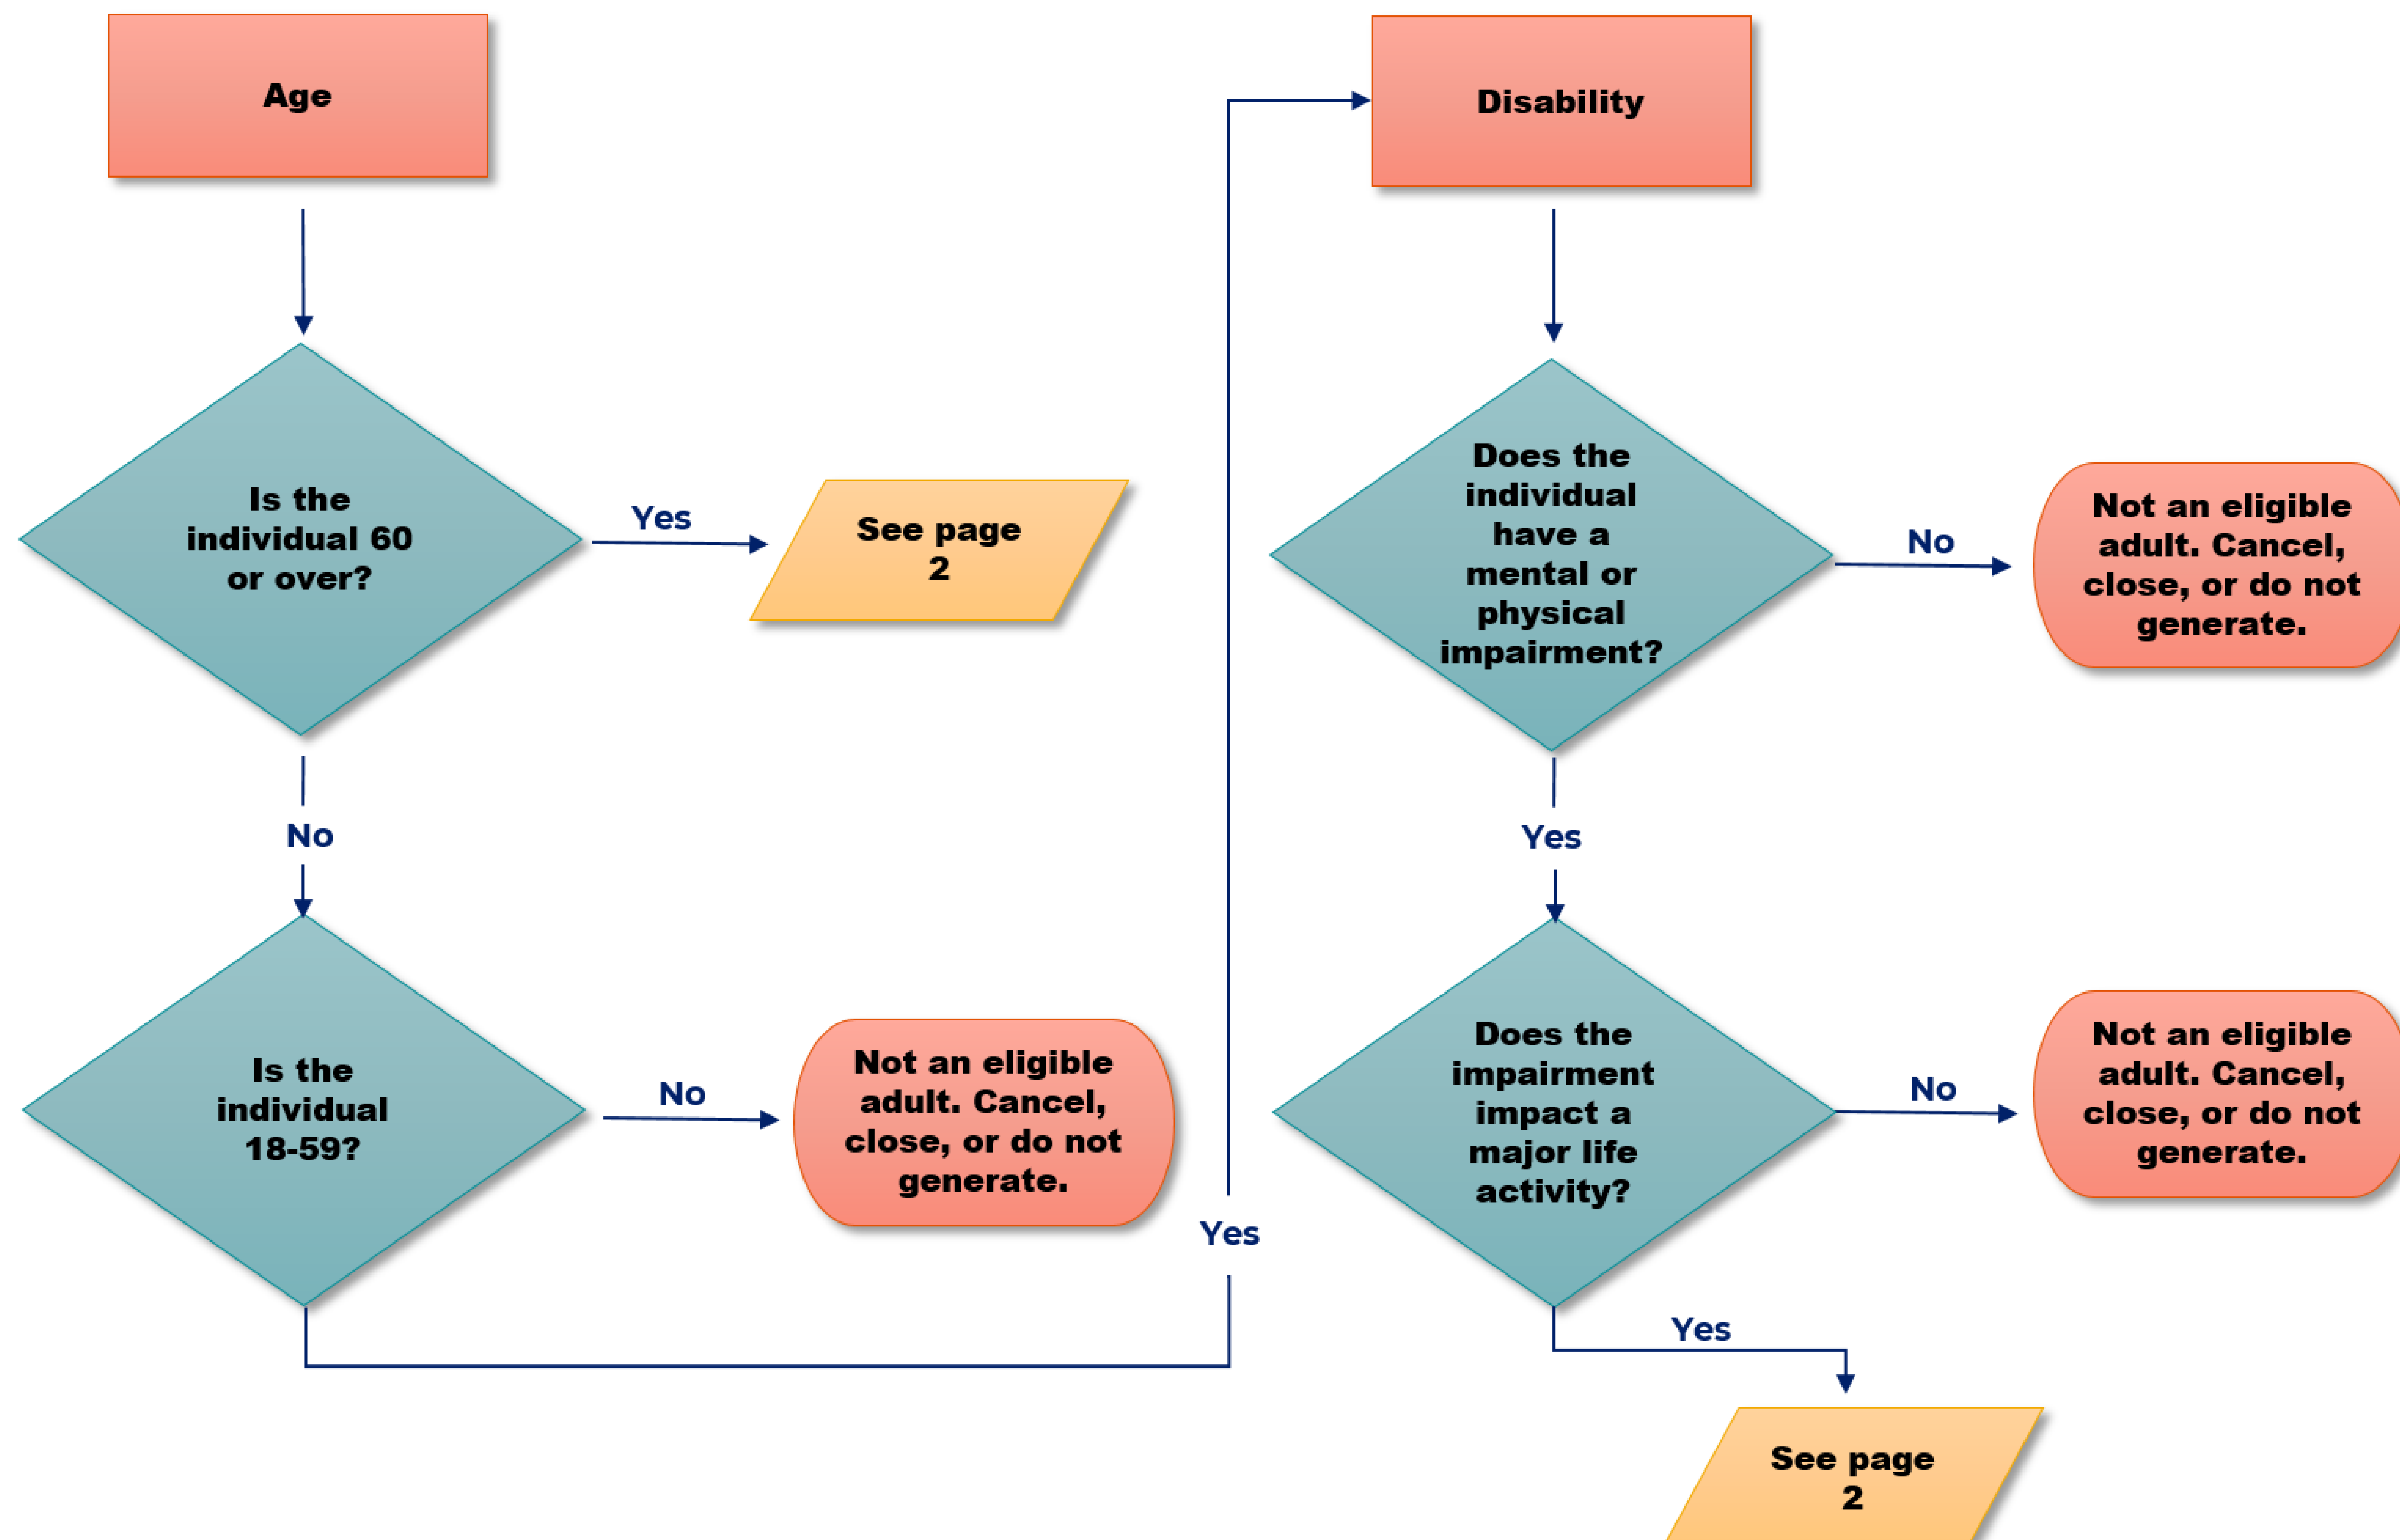 Age
Is the
individual 60
or over?
Yes
See page
2
No
Is the
individual
18-59?
No
Not an eligible
adult. Cancel,
close, or do not
generate.
Yes
Disability
Does the
individual
have a
mental or
physical
impairment?
No
Not an eligible
adult. Cancel,
close, or do not
generate.
Yes
Does the
impairment
impact a
major life
activity?
No
Not an eligible
adult. Cancel,
close, or do not
generate.
Yes
See page
2